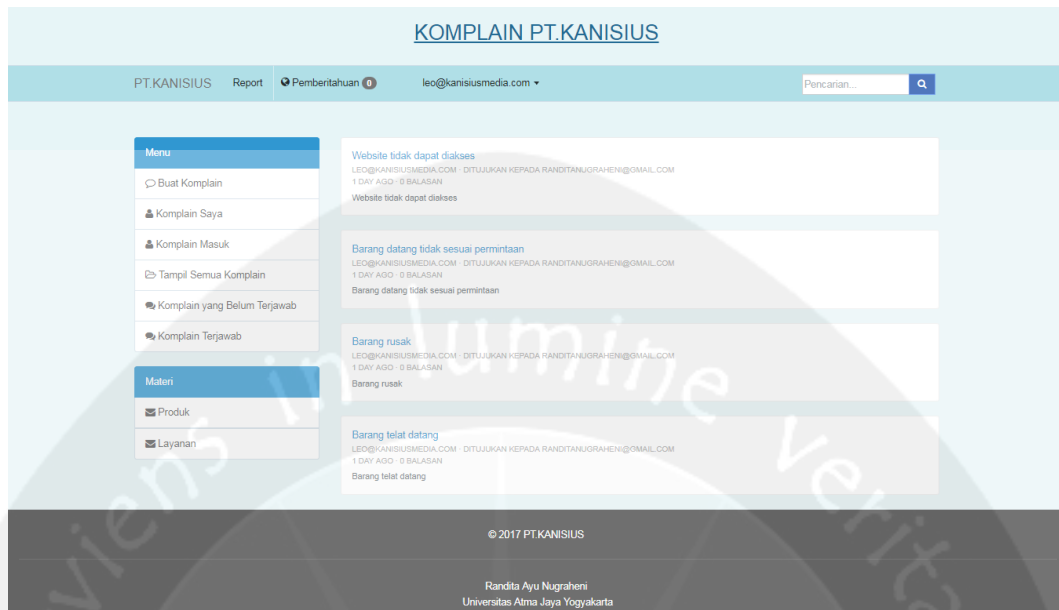 KOMPLAIN PT.KANISIUS
PT.KANISIUS Report Pemberitahuan 0 leo@kanisiusmedia.com Pencarian...
Menu
Buat Komplain
Komplain Saya
Komplain Masuk
Tampil Semua Komplain
Komplain yang Belum Terjawab
Komplain Terjawab
Materi
Produk
Layanan
Website tidak dapat diakses
LEO@KANISIUSMEDIA.COM · DITUJUKAN KEPADA RANDITANUGRAHENI@GMAIL.COM
1 DAY AGO · 0 BALASAN
Website tidak dapat diakses
Barang datang tidak sesuai permintaan
LEO@KANISIUSMEDIA.COM · DITUJUKAN KEPADA RANDITANUGRAHENI@GMAIL.COM
1 DAY AGO · 0 BALASAN
Barang datang tidak sesuai permintaan
Barang rusak
LEO@KANISIUSMEDIA.COM · DITUJUKAN KEPADA RANDITANUGRAHENI@GMAIL.COM
1 DAY AGO · 0 BALASAN
Barang rusak
Barang telat datang
LEO@KANISIUSMEDIA.COM · DITUJUKAN KEPADA RANDITANUGRAHENI@GMAIL.COM
1 DAY AGO · 0 BALASAN
Barang telat datang
© 2017 PT.KANISIUS
Randita Ayu Nugraheni
Universitas Atma Jaya Yogyakarta
viens in lumine verita